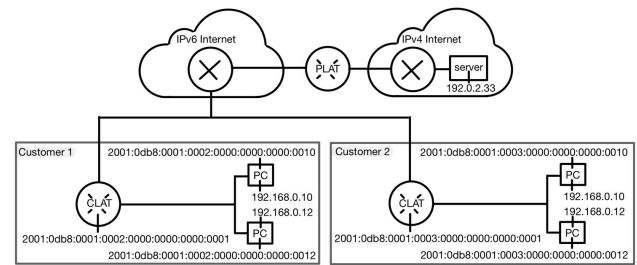 IPv6 Internet
IPv4 Internet
PLAT
server
192.0.2.33
Customer 1
2001:0db8:0001:0002:0000:0000:0000:0010
PC
192.168.0.10
CLAT
192.168.0.12
PC
2001:0db8:0001:0002:0000:0000:0000:0001
2001:0db8:0001:0002:0000:0000:0000:0012
Customer 2
2001:0db8:0001:0003:0000:0000:0000:0010
PC
192.168.0.10
CLAT
192.168.0.12
PC
2001:0db8:0001:0003:0000:0000:0000:0001
2001:0db8:0001:0003:0000:0000:0000:0012